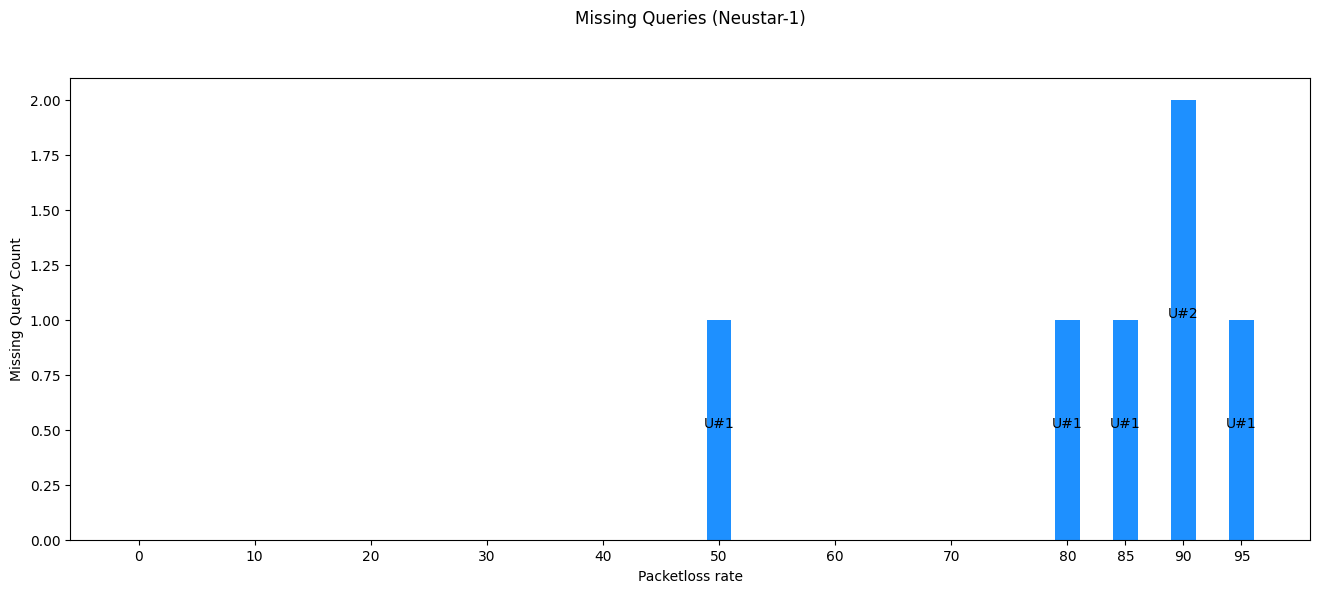 Missing Queries (Neustar-1)
2.00
1.75
1.50
1.25
1.00
0.75
0.50
0.25
0.00
Missing Query Count
U#1
U#1
U#1
U#2
U#1
0 10 20 30 40 50 60 70 80 85 90 95
Packetloss rate